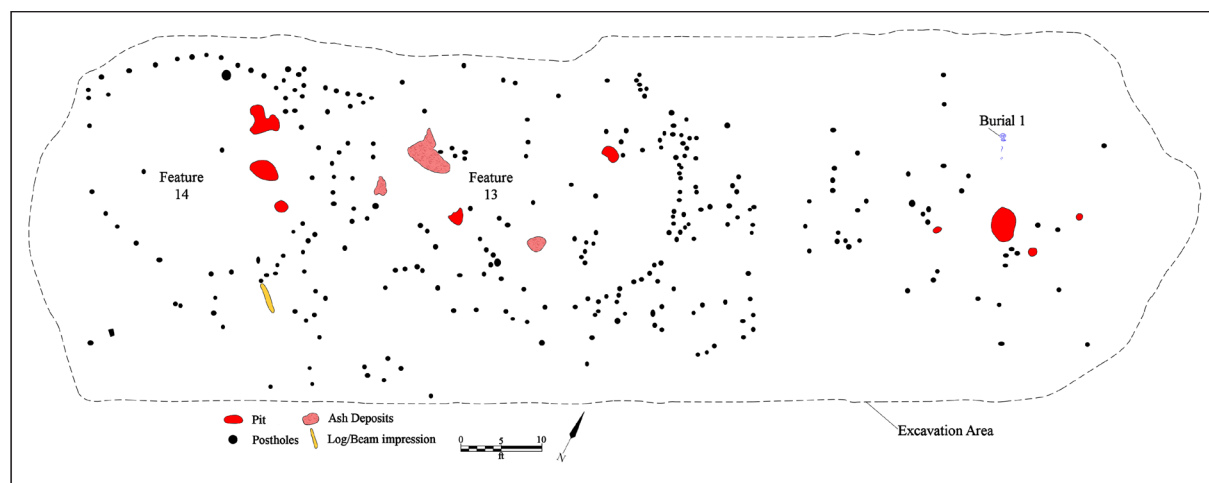 Burial 1
Feature
14
Feature
13
Pit
Ash Deposits
Postholes
Log/Beam impression
0 5 10
ft
N
Excavation Area